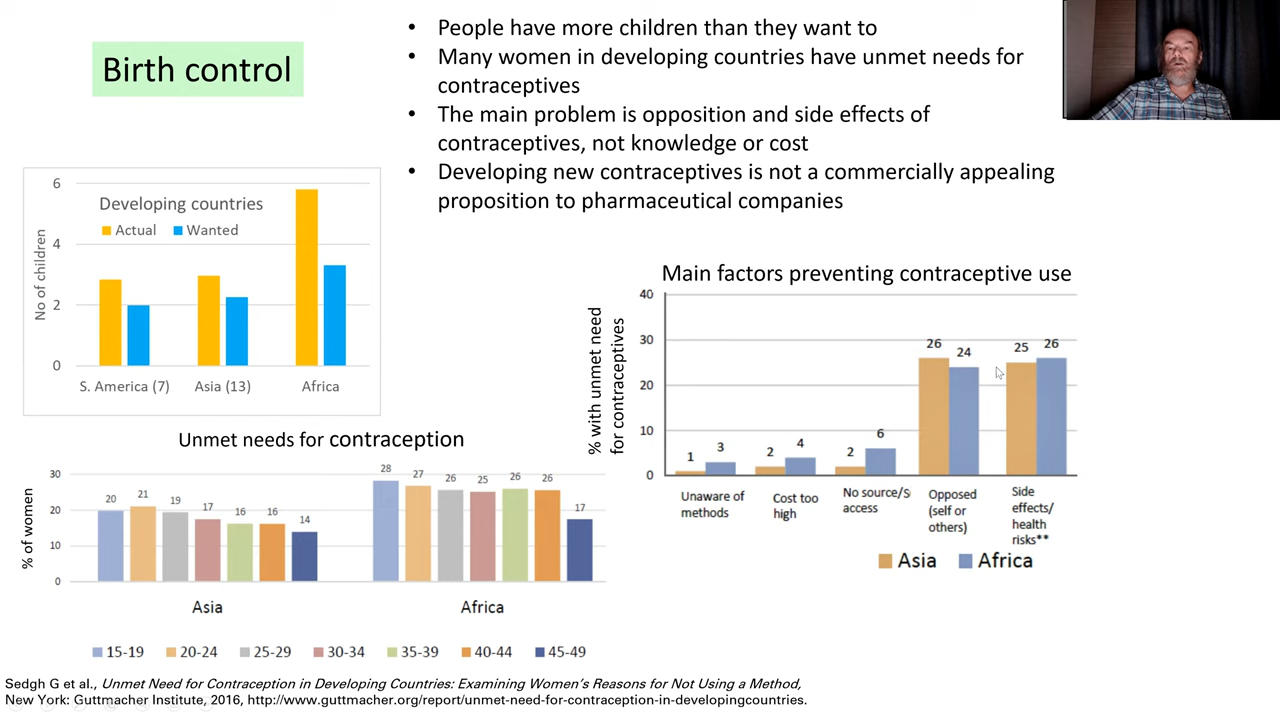 Birth control
• People have more children than they want to
• Many women in developing countries have unmet needs for
contraceptives
• The main problem is opposition and side effects of
contraceptives, not knowledge or cost
• Developing new contraceptives is not a commercially appealing
proposition to pharmaceutical companies
Developing countries
Actual Wanted
No of children
6
4
2
0
S. America (7) Asia (13) Africa
Unmet needs for contraception
% of women
30
20
10
0
20 21 19 17 16 16 14
28 27 26 25 26 26 17
Asia Africa
15-19 20-24 25-29 30-34 35-39 40-44 45-49
Main factors preventing contraceptive use
% with unmet need
for contraceptives
40
30
20
10
0
1 3 2 4 2 6 26 24 25 26
Unaware of
methods
Cost too
high
No source/S
access
Opposed
(self or
others)
Side
effects/
health
risks**
Asia Africa
Sedgh G et al., Unmet Need for Contraception in Developing Countries: Examining Women's Reasons for Not Using a Method,
New York: Guttmacher Institute, 2016, http://www.guttmacher.org/report/unmet-need-for-contraception-in-developingcountries.